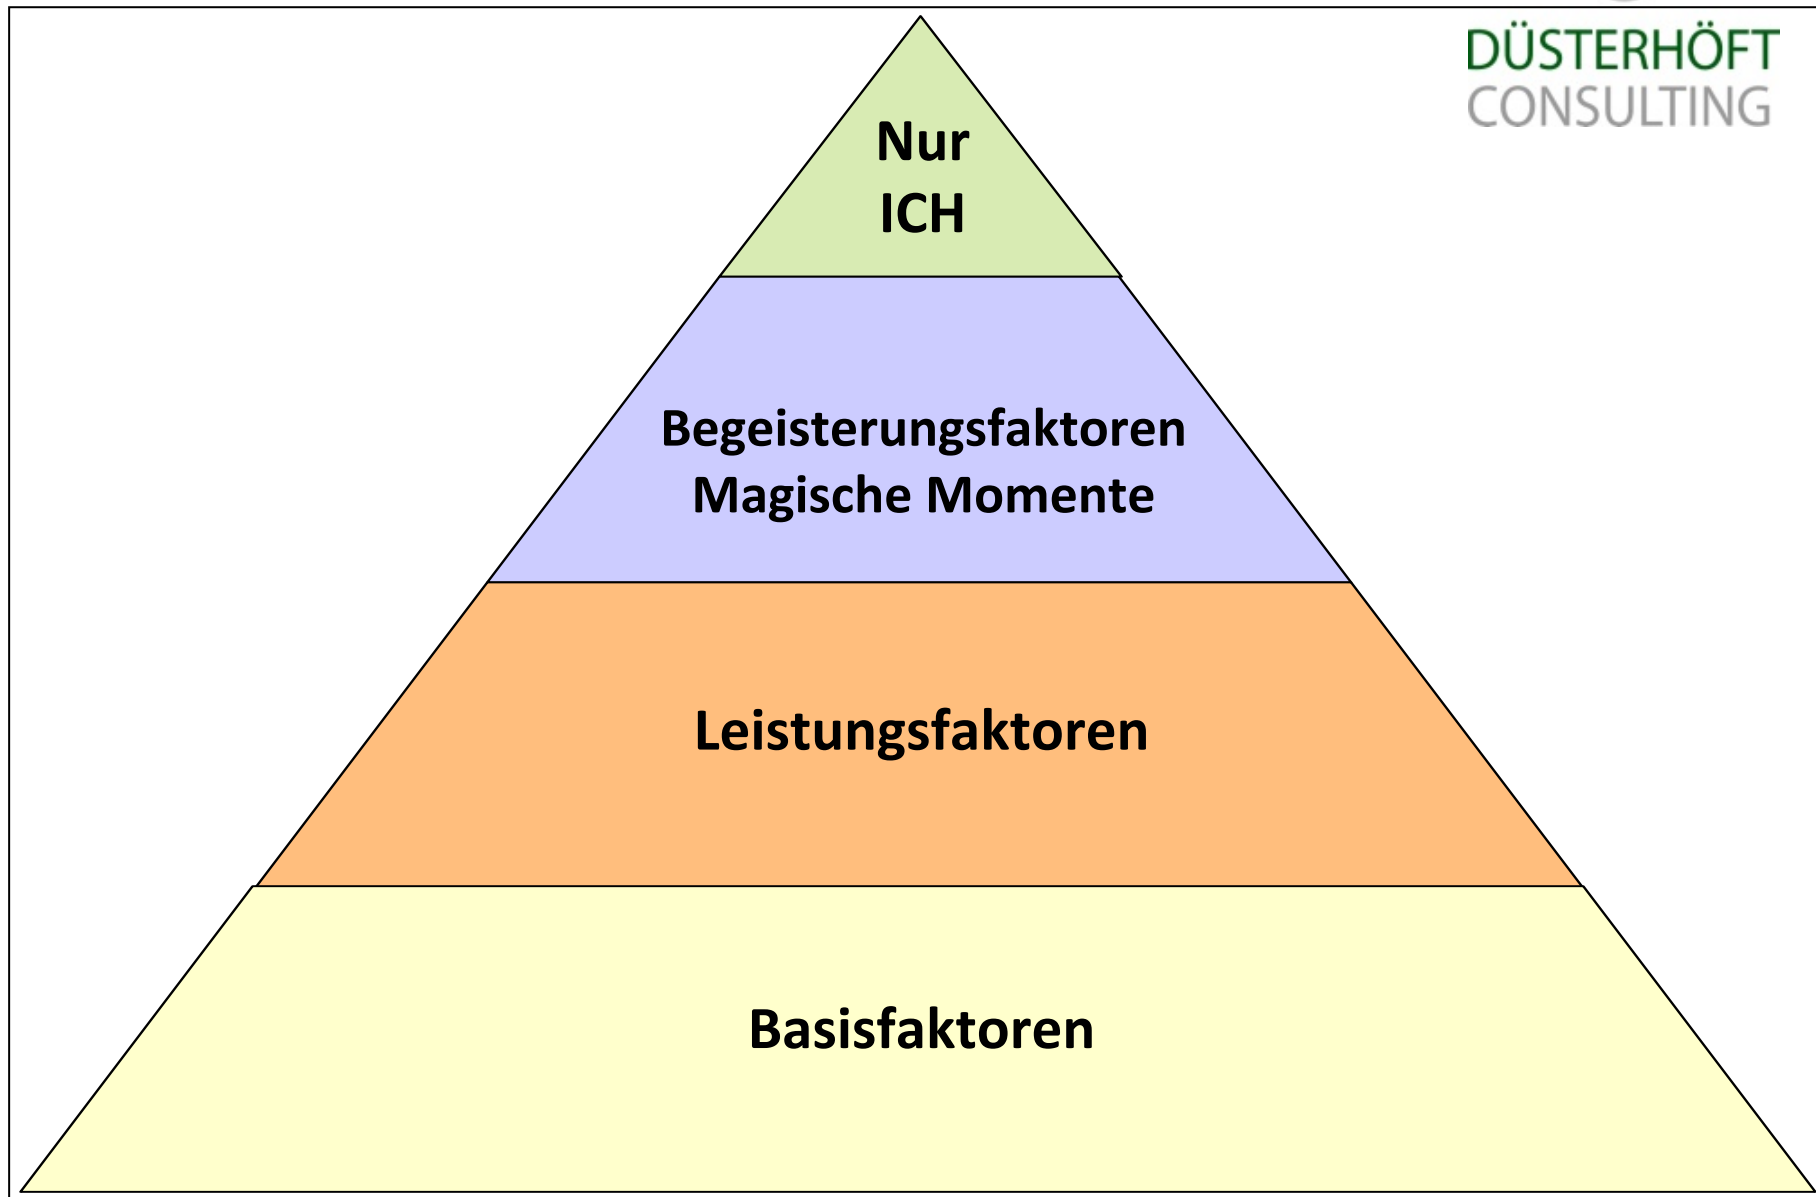 DÜSTERHÖFT
CONSULTING
Nur
ICH
Begeisterungsfaktoren
Magische Momente
Leistungsfaktoren
Basisfaktoren